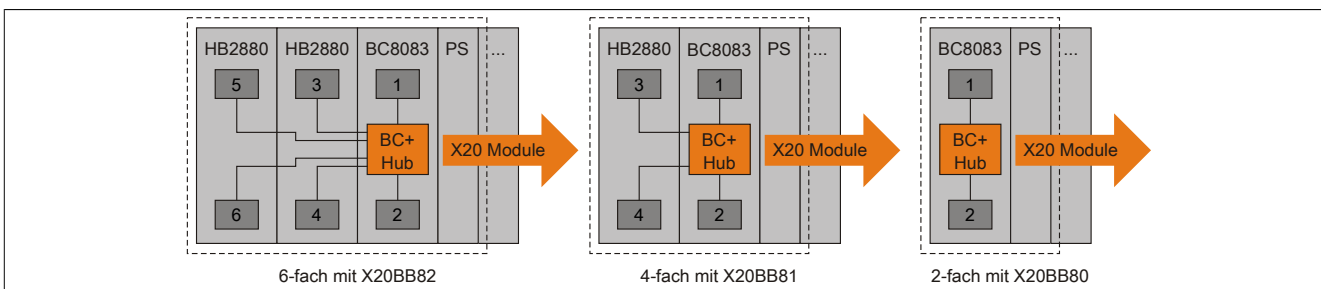 HB2880 HB2880 BC8083 PS ...
5 3 1
BC+
Hub
X20 Module
6 4 2
6-fach mit X20BB82
HB2880 BC8083 PS ...
3 1
BC+
Hub
X20 Module
4 2
4-fach mit X20BB81
BC8083 PS ...
1
BC+
Hub
X20 Module
2
2-fach mit X20BB80